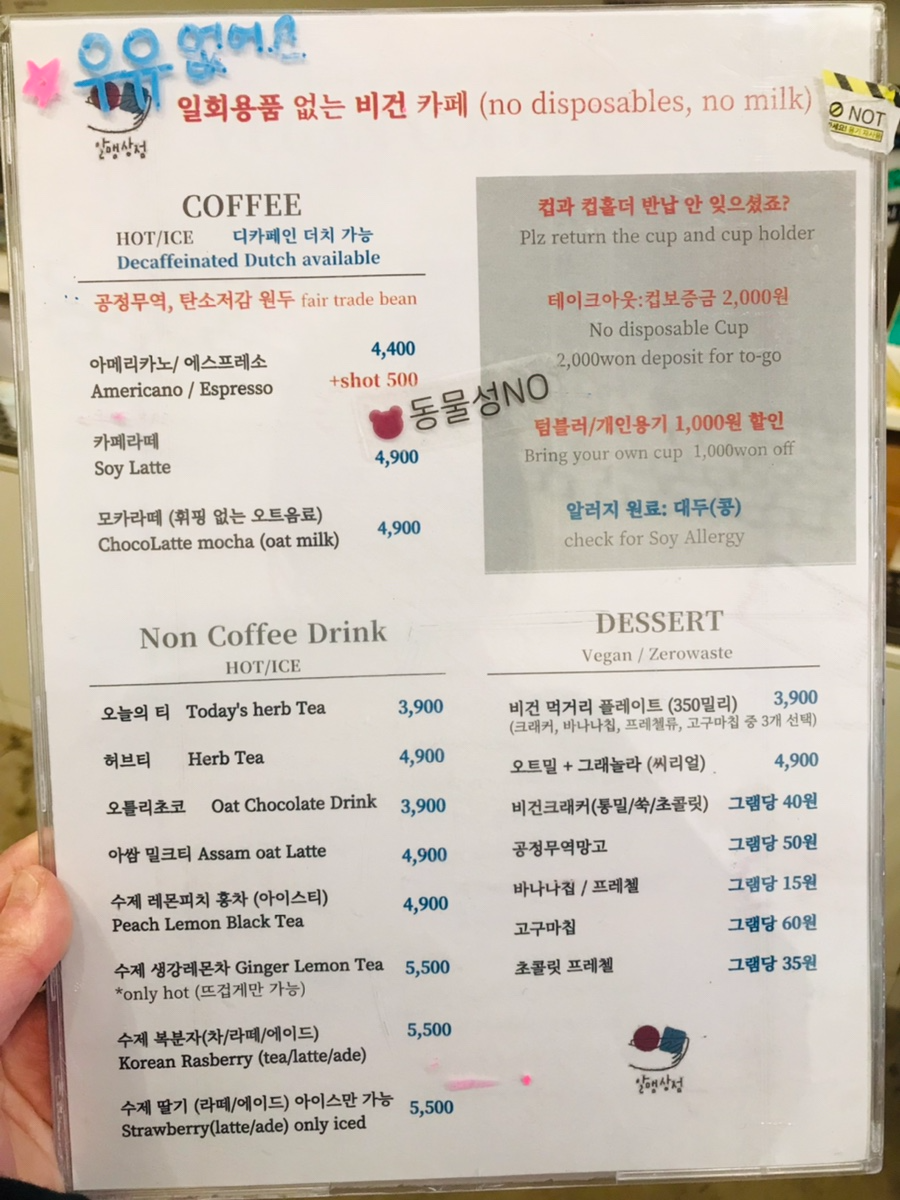 우유 없어요
알맹상점
일회용품 없는 비건 카페 (no disposables, no milk)
NOT
COFFEE
HOT/ICE 디카페인 더치 가능
Decaffeinated Dutch available
공정무역, 탄소저감 원두 fair trade bean
아메리카노/ 에스프레소 4,400
Americano / Espresso +shot 500
카페라떼
Soy Latte 4,900
모카라떼 (휘핑 없는 오트음료)
ChocoLatte mocha (oat milk) 4,900
동물성NO
컵과 컵홀더 반납 안 잊으셨죠?
Plz return the cup and cup holder
테이크아웃:컵보증금 2,000원
No disposable Cup
2,000won deposit for to-go
텀블러/개인용기 1,000원 할인
Bring your own cup 1,000won off
알러지 원료: 대두(콩)
check for Soy Allergy
Non Coffee Drink
HOT/ICE
오늘의 티 Today's herb Tea 3,900
허브티 Herb Tea 4,900
오틀리초코 Oat Chocolate Drink 3,900
아쌈 밀크티 Assam oat Latte 4,900
수제 레몬피치 홍차 (아이스티) 4,900
Peach Lemon Black Tea
수제 생강레몬차 Ginger Lemon Tea 5,500
*only hot (뜨겁게만 가능)
수제 복분자(차/라떼/에이드) 5,500
Korean Rasberry (tea/latte/ade)
수제 딸기 (라떼/에이드) 아이스만 가능 5,500
Strawberry(latte/ade) only iced
DESSERT
Vegan / Zerowaste
비건 먹거리 플레이트 (350밀리) 3,900
(크래커, 바나나칩, 프레첼류, 고구마칩 중 3개 선택)
오트밀 + 그래놀라 (씨리얼) 4,900
비건크래커(통밀/쑥/초콜릿) 그램당 40원
공정무역망고 그램당 50원
바나나칩 / 프레첼 그램당 15원
고구마칩 그램당 60원
초콜릿 프레첼 그램당 35원
알맹상점